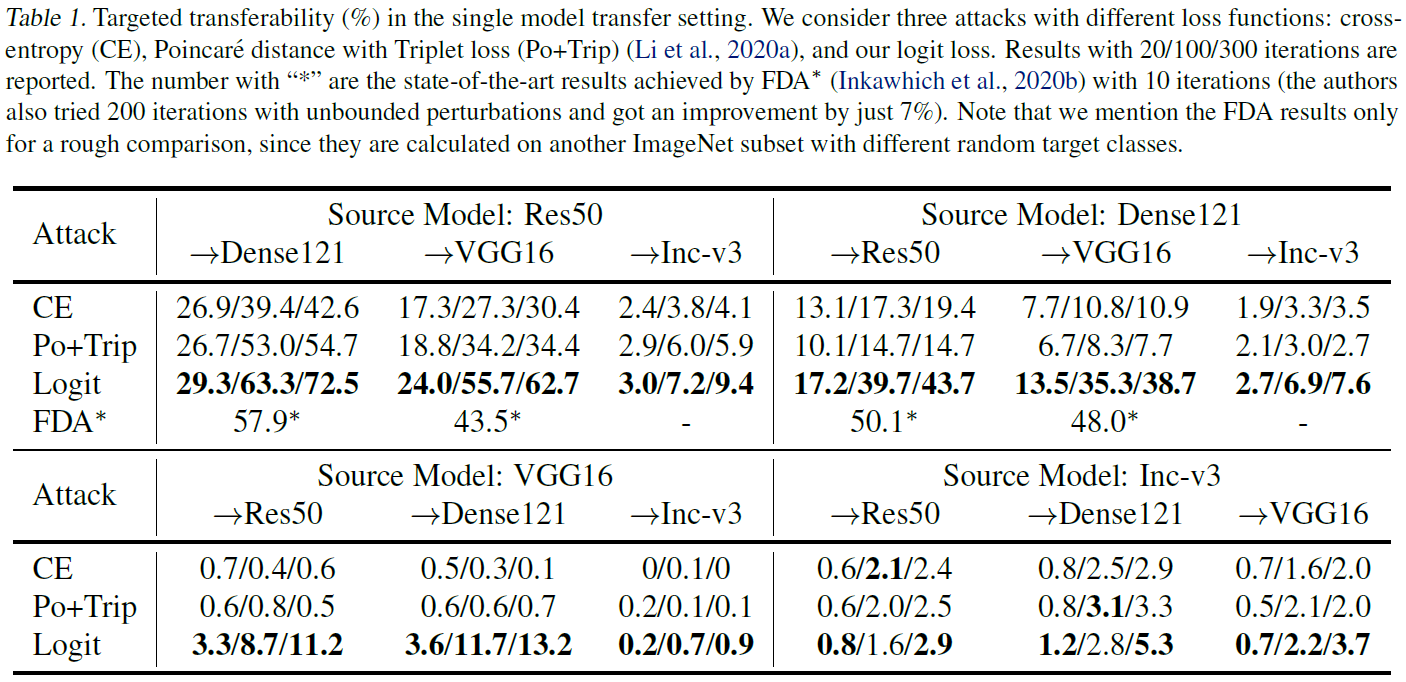 Table 1. Targeted transferability (%) in the single model transfer setting. We consider three attacks with different loss functions: cross-
entropy (CE), Poincaré distance with Triplet loss (Po+Trip) (Li et al., 2020a), and our logit loss. Results with 20/100/300 iterations are
reported. The number with “*” are the state-of-the-art results achieved by FDA* (Inkawhich et al., 2020b) with 10 iterations (the authors
also tried 200 iterations with unbounded perturbations and got an improvement by just 7%). Note that we mention the FDA results only
for a rough comparison, since they are calculated on another ImageNet subset with different random target classes.
Attack Source Model: Res50 Source Model: Dense121
→Dense121 →VGG16 →Inc-v3 →Res50 →VGG16 →Inc-v3
CE 26.9/39.4/42.6 17.3/27.3/30.4 2.4/3.8/4.1 13.1/17.3/19.4 7.7/10.8/10.9 1.9/3.3/3.5
Po+Trip 26.7/53.0/54.7 18.8/34.2/34.4 2.9/6.0/5.9 10.1/14.7/14.7 6.7/8.3/7.7 2.1/3.0/2.7
Logit 29.3/63.3/72.5 24.0/55.7/62.7 3.0/7.2/9.4 17.2/39.7/43.7 13.5/35.3/38.7 2.7/6.9/7.6
FDA* 57.9* 43.5* - 50.1* 48.0* -
Attack Source Model: VGG16 Source Model: Inc-v3
→Res50 →Dense121 →Inc-v3 →Res50 →Dense121 →VGG16
CE 0.7/0.4/0.6 0.5/0.3/0.1 0/0.1/0 0.6/2.1/2.4 0.8/2.5/2.9 0.7/1.6/2.0
Po+Trip 0.6/0.8/0.5 0.6/0.6/0.7 0.2/0.1/0.1 0.6/2.0/2.5 0.8/3.1/3.3 0.5/2.1/2.0
Logit 3.3/8.7/11.2 3.6/11.7/13.2 0.2/0.7/0.9 0.8/1.6/2.9 1.2/2.8/5.3 0.7/2.2/3.7